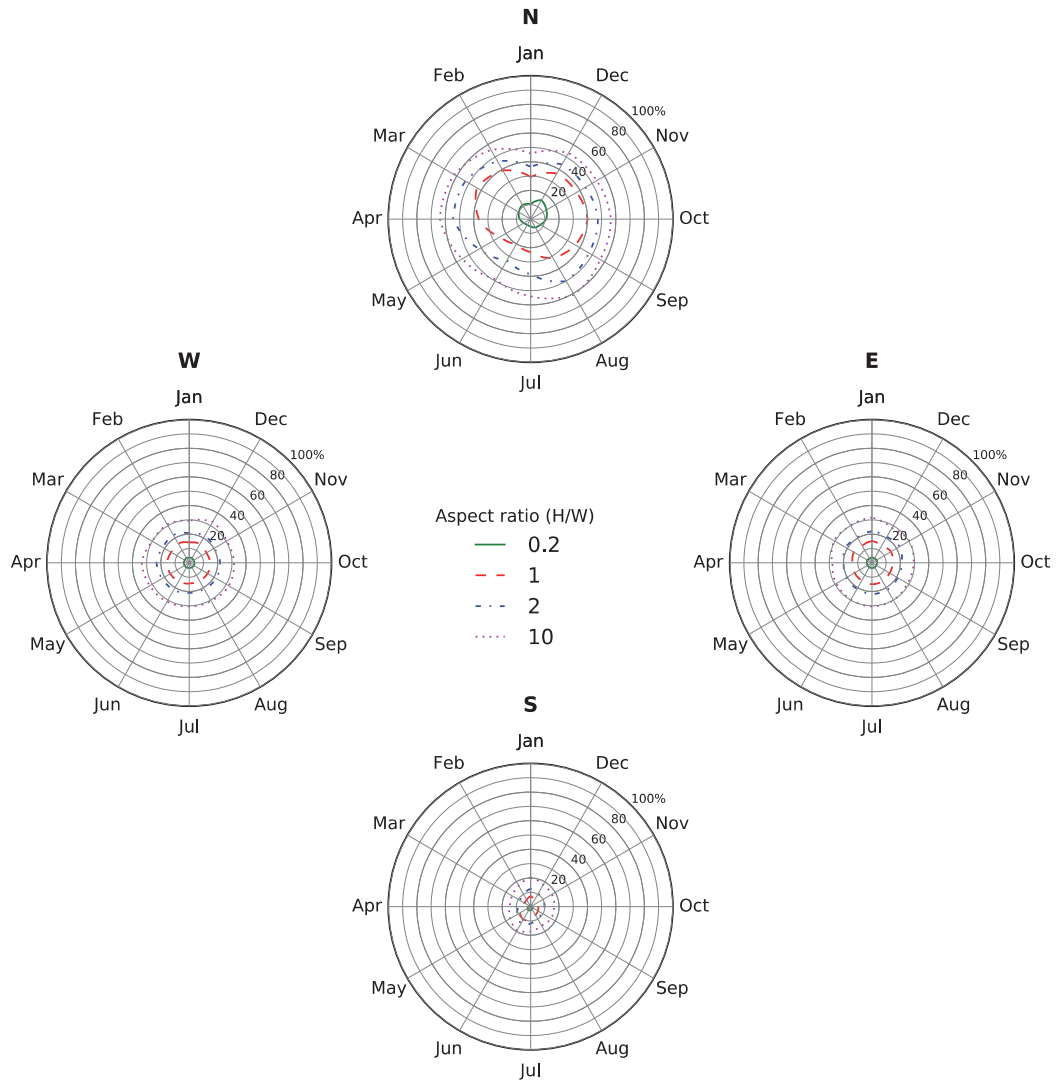 N
Jan
Feb Dec
100%
Mar 80 Nov
60
40
20
Apr Oct
May Sep
Jun Aug
Jul
W
Jan
Feb Dec
100%
Mar 80 Nov
60
40
20
Apr Oct
May Sep
Jun Aug
Jul
E
Jan
Feb Dec
100%
Mar 80 Nov
60
40
20
Apr Oct
May Sep
Jun Aug
Jul
Aspect ratio (H/W)
0.2
1
2
10
S
Jan
Feb Dec
100%
Mar 80 Nov
60
40
20
Apr Oct
May Sep
Jun Aug
Jul